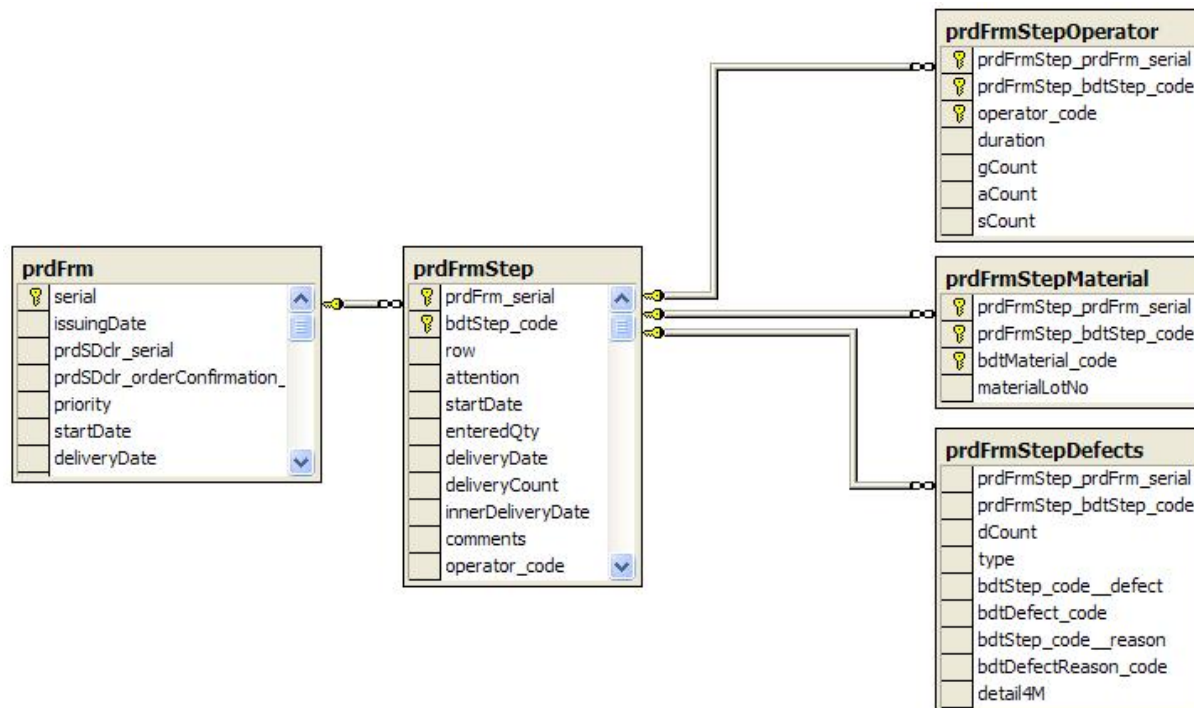 prdFrm
serial
issuingDate
prdSDclr_serial
prdSDclr_orderConfirmation_
priority
startDate
deliveryDate
prdFrmStep
prdFrm_serial
bdtStep_code
row
attention
startDate
enteredQty
deliveryDate
deliveryCount
innerDeliveryDate
comments
operator_code
prdFrmStepOperator
prdFrmStep_prdFrm_serial
prdFrmStep_bdtStep_code
operator_code
duration
gCount
aCount
sCount
prdFrmStepMaterial
prdFrmStep_prdFrm_serial
prdFrmStep_bdtStep_code
bdtMaterial_code
materialLotNo
prdFrmStepDefects
prdFrmStep_prdFrm_serial
prdFrmStep_bdtStep_code
dCount
type
bdtStep_code__defect
bdtDefect_code
bdtStep_code__reason
bdtDefectReason_code
detail4M